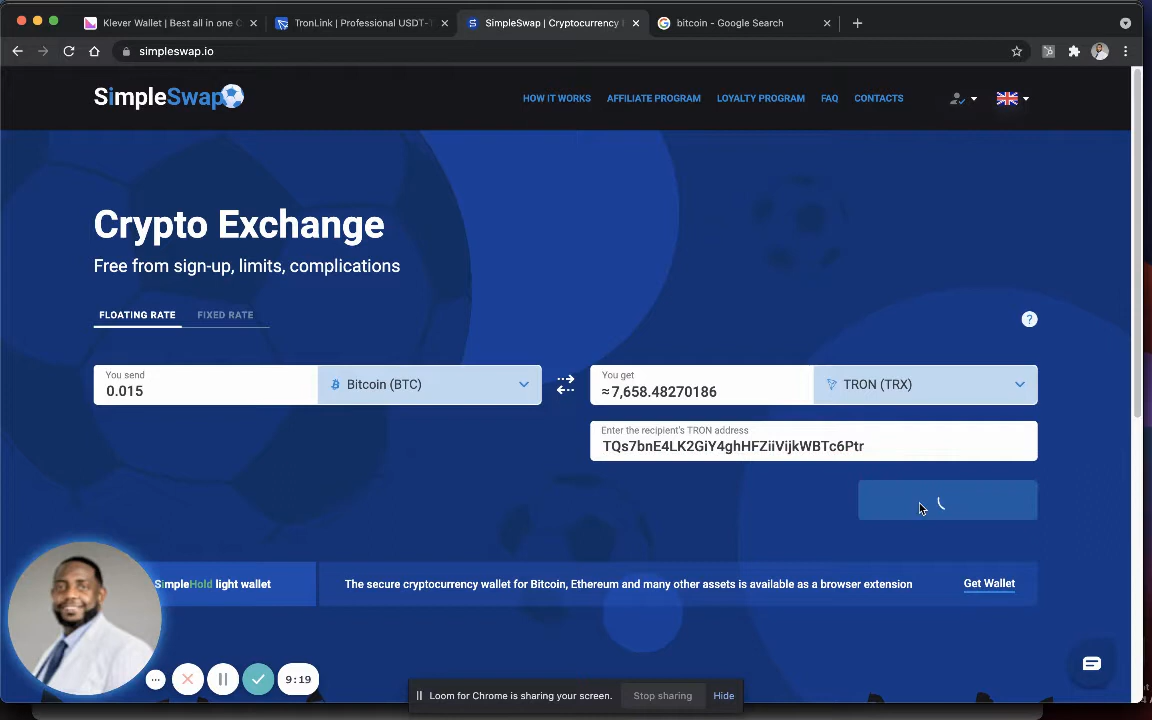 Klever Wallet | Best all in one C
TronLink | Professional USDT-T
SimpleSwap | Cryptocurrency
bitcoin - Google Search
simpleswap.io
SimpleSwap
HOW IT WORKS
AFFILIATE PROGRAM
LOYALTY PROGRAM
FAQ
CONTACTS
Crypto Exchange
Free from sign-up, limits, complications
FLOATING RATE
FIXED RATE
?
You send
0.015
Bitcoin (BTC)
You get
≈7,658.48270186
TRON (TRX)
Enter the recipient's TRON address
TQs7bnE4LK2GiY4ghHFZiiVijkWBTc6Ptr
SimpleHold light wallet
The secure cryptocurrency wallet for Bitcoin, Ethereum and many other assets is available as a browser extension
Get Wallet
9:19
Loom for Chrome is sharing your screen.
Stop sharing
Hide